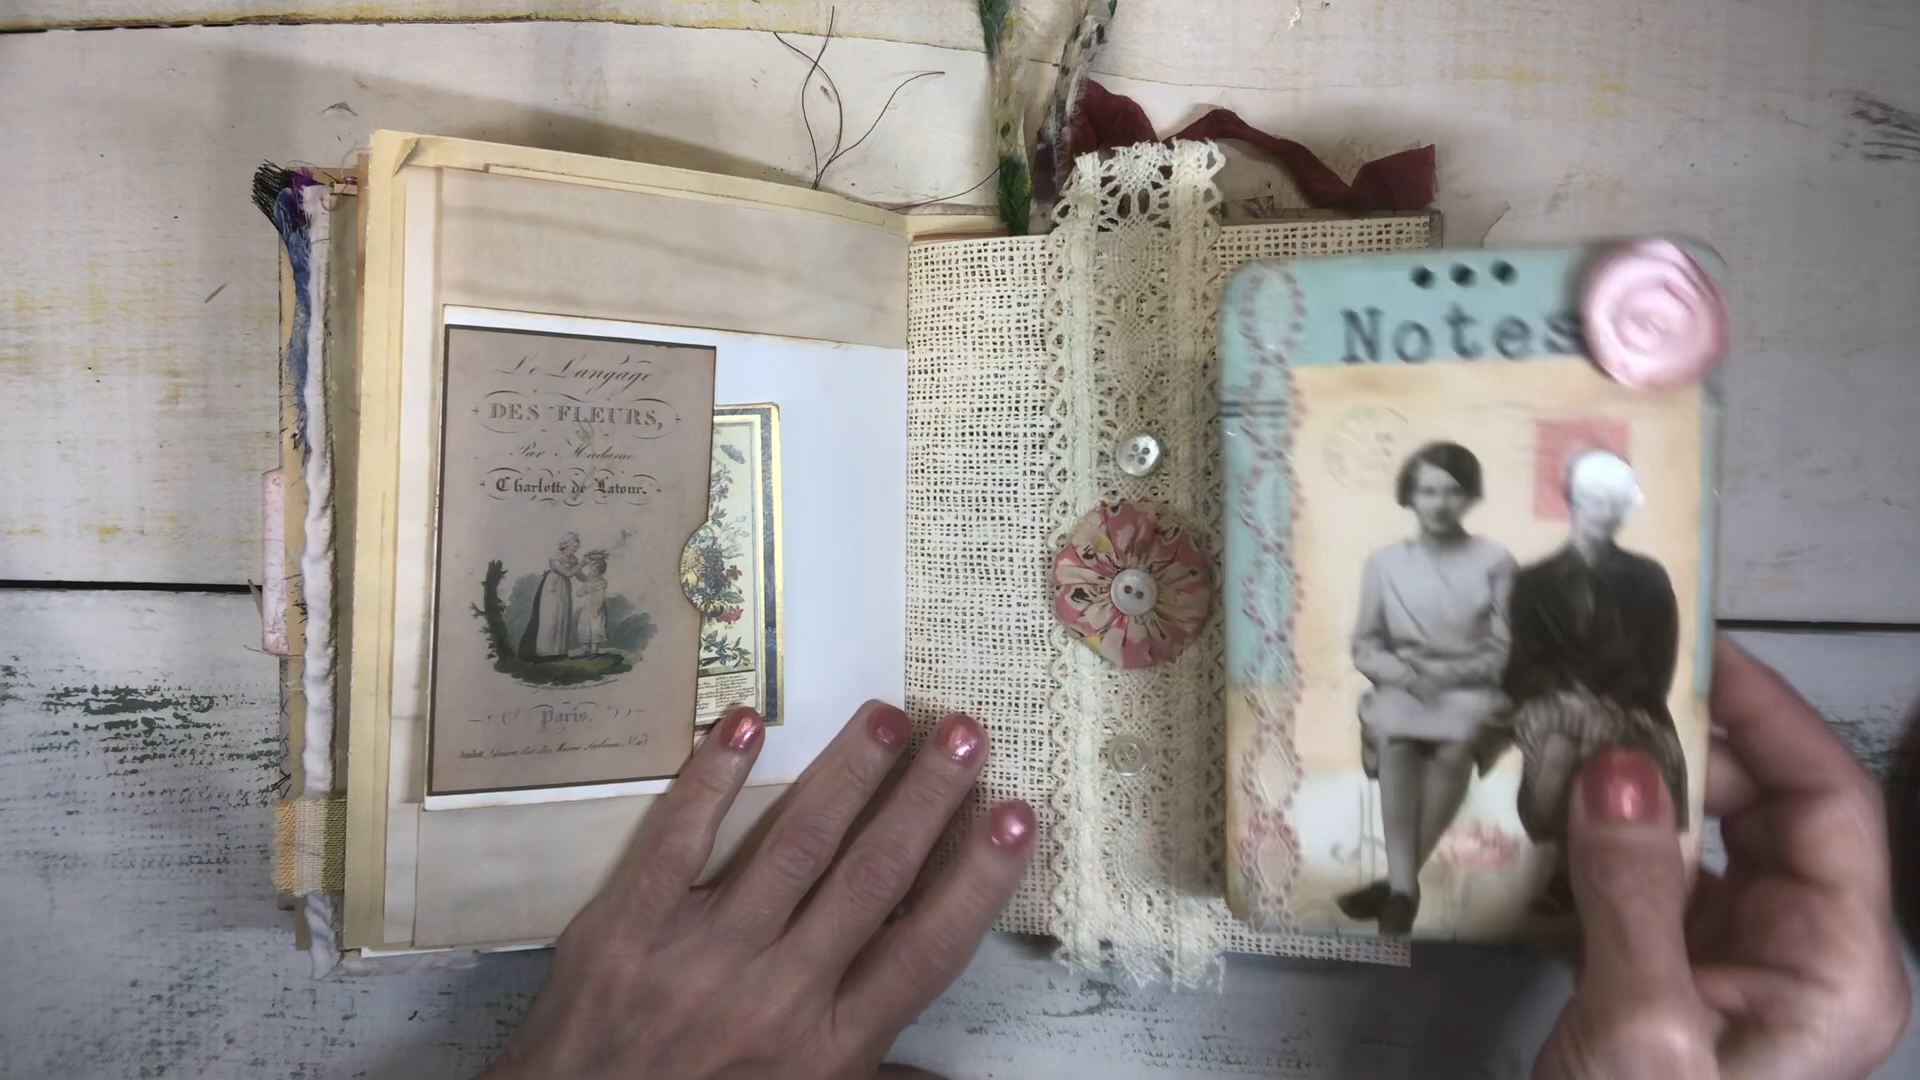 Le Langage
DES FLEURS,
Par Madame
Charlotte de Latour.
Paris.
Notes